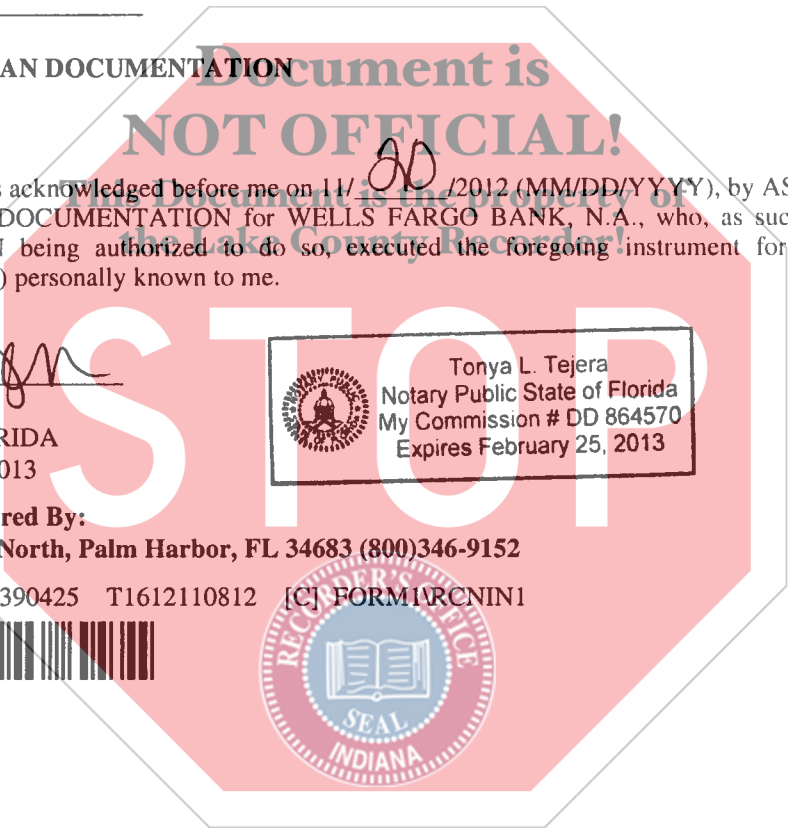 AN DOCUMENTATION
Document is
NOT OFFICIAL!
This Document is the property of
the Lake County Recorder!
s acknowledged before me on 11/ 20 /2012 (MM/DD/YYYY), by AS
DOCUMENTATION for WELLS FARGO BANK, N.A., who, as suc
being authorized to do so, executed the foregoing instrument for
) personally known to me.
STOP
Tonya L. Tejera
Notary Public State of Florida
My Commission # DD 864570
Expires February 25, 2013
RIDA
013
red By:
North, Palm Harbor, FL 34683 (800)346-9152
390425 T1612110812 [C] FORM1\RCNIN1
RECORDER'S OFFICE
SEAL
INDIANA